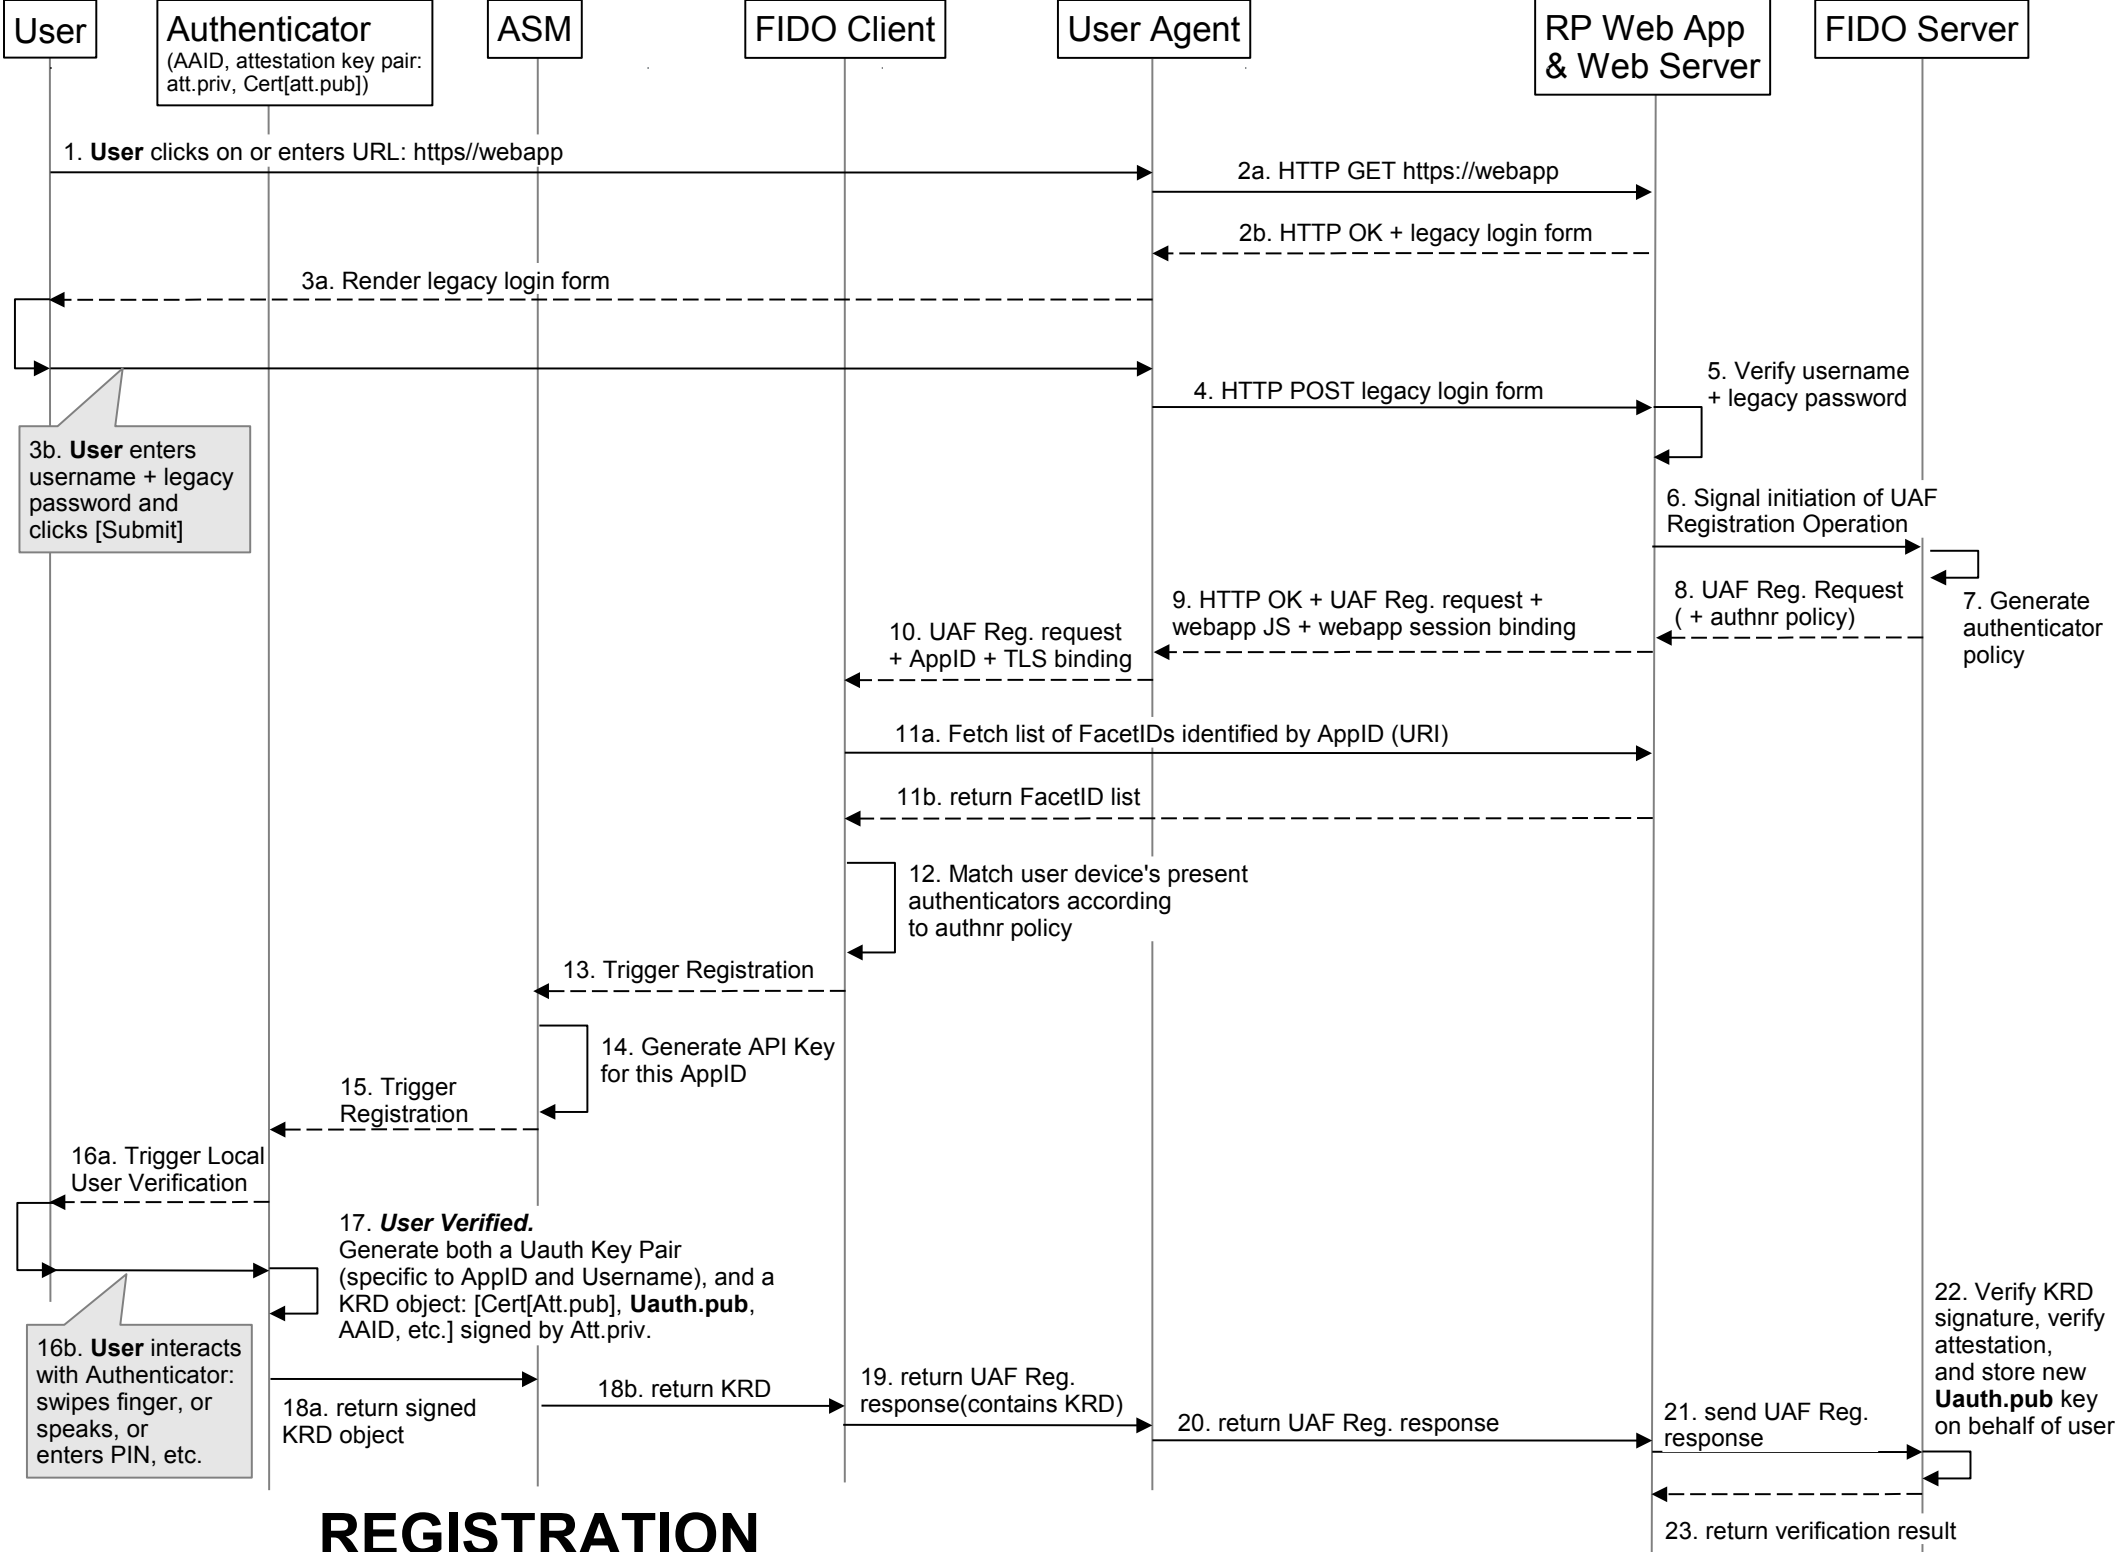 User
Authenticator
(AAID, attestation key pair:
att.priv, Cert[att.pub])
ASM
FIDO Client
User Agent
RP Web App
& Web Server
FIDO Server
1. User clicks on or enters URL: https//webapp
2a. HTTP GET https://webapp
2b. HTTP OK + legacy login form
3a. Render legacy login form
3b. User enters
username + legacy
password and
clicks [Submit]
4. HTTP POST legacy login form
5. Verify username
+ legacy password
6. Signal initiation of UAF
Registration Operation
7. Generate
authenticator
policy
8. UAF Reg. Request
( + authnr policy)
9. HTTP OK + UAF Reg. request +
webapp JS + webapp session binding
10. UAF Reg. request
+ AppID + TLS binding
11a. Fetch list of FacetIDs identified by AppID (URI)
11b. return FacetID list
12. Match user device's present
authenticators according
to authnr policy
13. Trigger Registration
14. Generate API Key
for this AppID
15. Trigger
Registration
16a. Trigger Local
User Verification
16b. User interacts
with Authenticator:
swipes finger, or
speaks, or
enters PIN, etc.
17. User Verified.
Generate both a Uauth Key Pair
(specific to AppID and Username), and a
KRD object: [Cert[Att.pub], Uauth.pub,
AAID, etc.] signed by Att.priv.
18a. return signed
KRD object
18b. return KRD
19. return UAF Reg.
response(contains KRD)
20. return UAF Reg. response
21. send UAF Reg.
response
22. Verify KRD
signature, verify
attestation,
and store new
Uauth.pub key
on behalf of user
23. return verification result
REGISTRATION